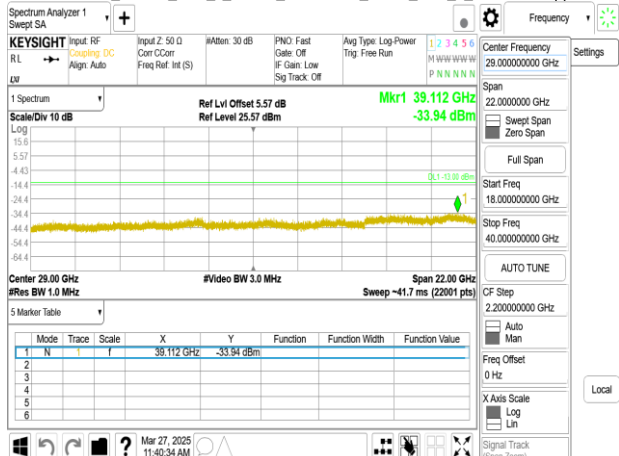 Spectrum Analyzer 1
Swept SA
+
Frequency
KEYSIGHT
RL
LXI
Input: RF
Coupling: DC
Align: Auto
Input Z: 50 Ω
Corr CCorr
Freq Ref: Int (S)
#Atten: 30 dB
PNO: Fast
Gate: Off
IF Gain: Low
Sig Track: Off
Avg Type: Log-Power
Trig: Free Run
1 2 3 4 5 6
M W W W W W
P N N N N N
Center Frequency
29.000000000 GHz
Settings
Span
22.0000000 GHz
Swept Span
Zero Span
Full Span
Start Freq
18.000000000 GHz
Stop Freq
40.000000000 GHz
AUTO TUNE
CF Step
2.200000000 GHz
Auto
Man
Freq Offset
0 Hz
X Axis Scale
Log
Lin
Signal Track
(Span Zoom)
Local
1 Spectrum
Scale/Div 10 dB
Log
Ref Lvl Offset 5.57 dB
Ref Level 25.57 dBm
Mkr1 39.112 GHz
-33.94 dBm
15.6
5.57
-4.43
-14.4
-24.4
-34.4
-44.4
-54.4
-64.4
DL1 -13.00 dBm
1
Center 29.00 GHz
#Res BW 1.0 MHz
#Video BW 3.0 MHz
Span 22.00 GHz
Sweep ~41.7 ms (22001 pts)
5 Marker Table
Mode Trace Scale X Y Function Function Width Function Value
1 N 1 f 39.112 GHz -33.94 dBm
2
3
4
5
6
?
Mar 27, 2025
11:40:34 AM